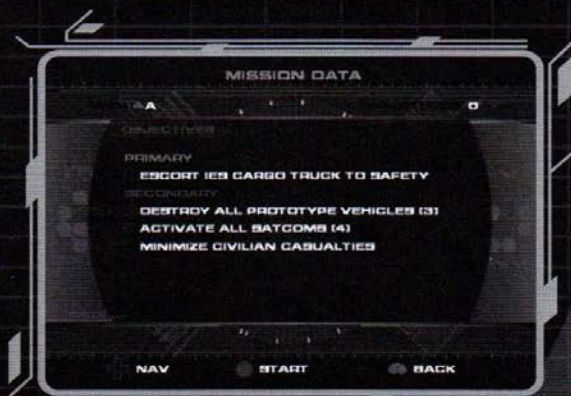 MISSION DATA
A
OBJECTIVES
PRIMARY
ESCORT IES CARGO TRUCK TO SAFETY
SECONDARY
DESTROY ALL PROTOTYPE VEHICLES (3)
ACTIVATE ALL SATCOMS (4)
MINIMIZE CIVILIAN CASUALTIES
NAV
START
BACK